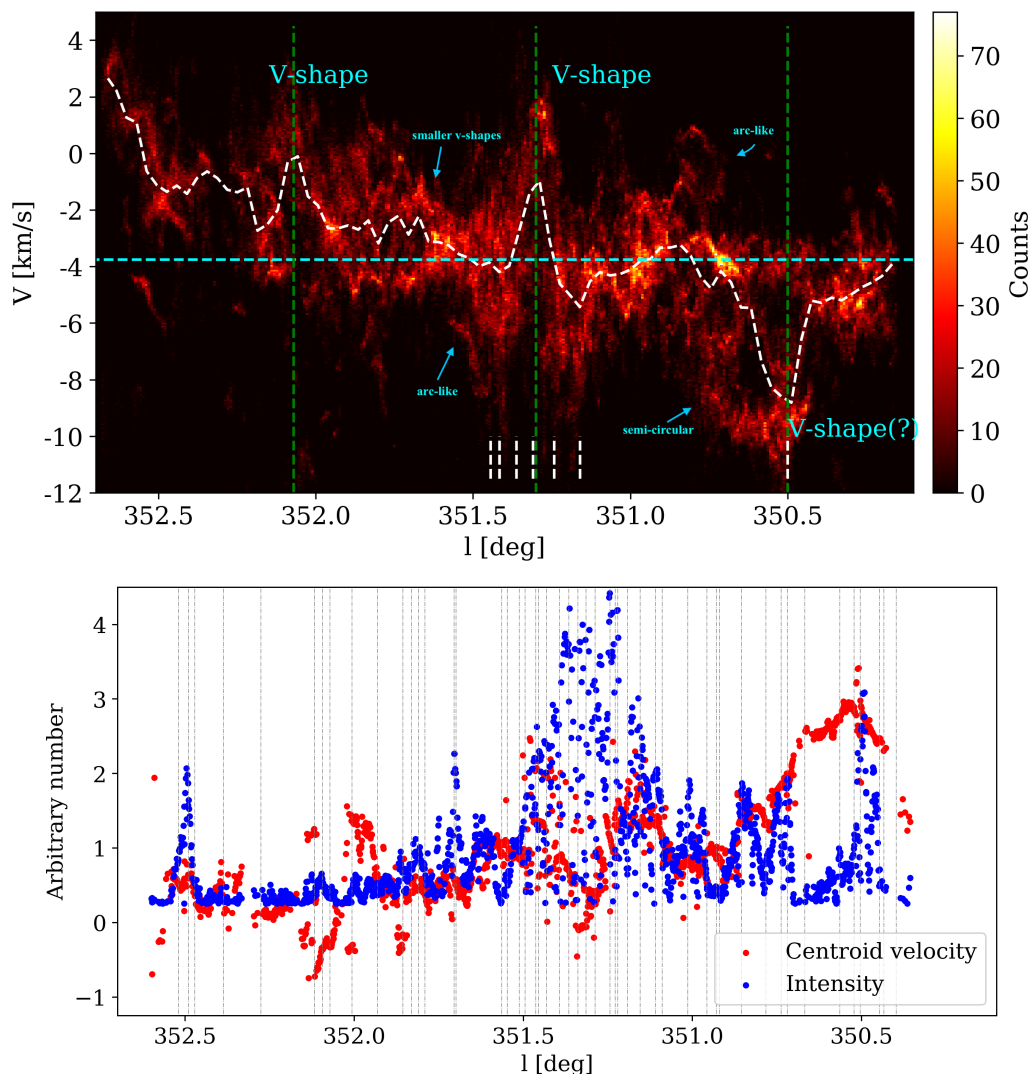 4
2
0
-2
-4
-6
-8
-10
-12
V [km/s]
V-shape
V-shape
smaller v-shapes
arc-like
arc-like
semi-circular
V-shape(?)
352.5
352.0
351.5
351.0
350.5
l [deg]
70
60
50
40
30
20
10
0
Counts
4
3
2
1
0
−1
Arbitrary number
Centroid velocity
Intensity
352.5
352.0
351.5
351.0
350.5
l [deg]